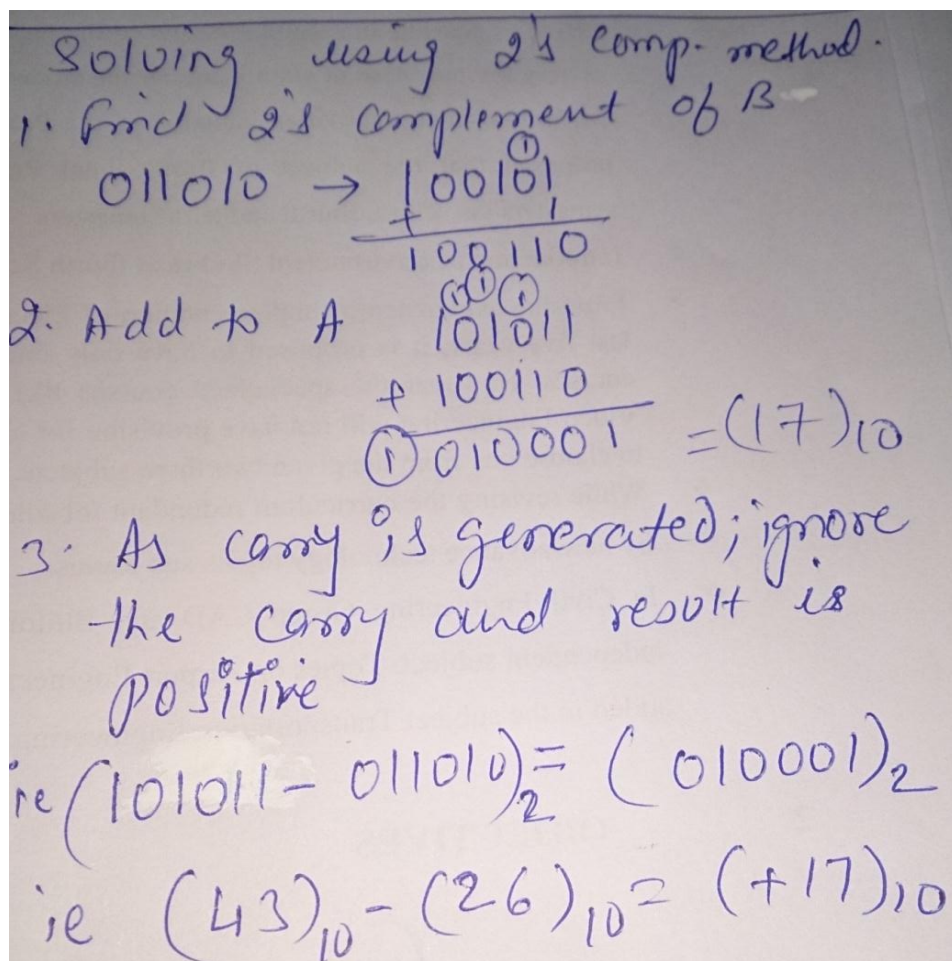 Solving using 2's comp. method.
1. find 2's complement of B
①
011010 → 100101
+ 1
100110
①①①
2. Add to A 101011
+ 100110
①010001 =(17)10
3. As carry is generated; ignore
the carry and result is
positive
ie (101011 - 011010)2 = (010001)2
ie (43)10 - (26)10 = (+17)10